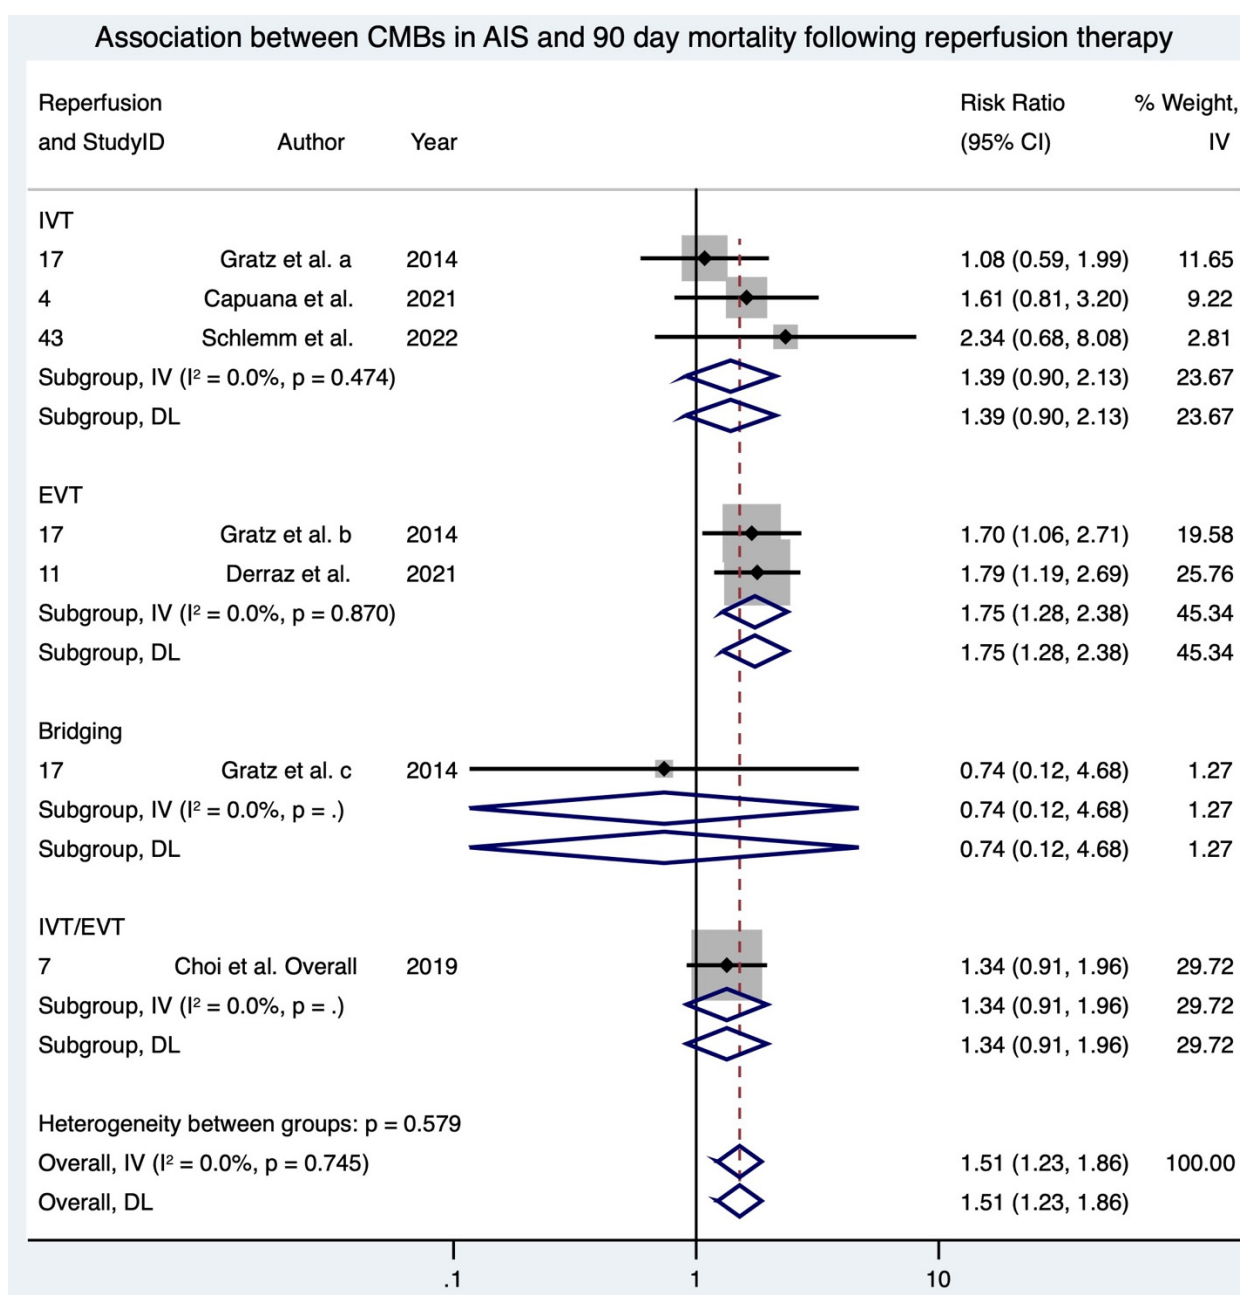 Association between CMBs in AIS and 90 day mortality following reperfusion therapy
Reperfusion Risk Ratio % Weight,
and StudyID Author Year (95% CI) IV
IVT
17 Gratz et al. a 2014 1.08 (0.59, 1.99) 11.65
4 Capuana et al. 2021 1.61 (0.81, 3.20) 9.22
43 Schlemm et al. 2022 2.34 (0.68, 8.08) 2.81
Subgroup, IV (I² = 0.0%, p = 0.474) 1.39 (0.90, 2.13) 23.67
Subgroup, DL 1.39 (0.90, 2.13) 23.67
EVT
17 Gratz et al. b 2014 1.70 (1.06, 2.71) 19.58
11 Derraz et al. 2021 1.79 (1.19, 2.69) 25.76
Subgroup, IV (I² = 0.0%, p = 0.870) 1.75 (1.28, 2.38) 45.34
Subgroup, DL 1.75 (1.28, 2.38) 45.34
Bridging
17 Gratz et al. c 2014 0.74 (0.12, 4.68) 1.27
Subgroup, IV (I² = 0.0%, p = .) 0.74 (0.12, 4.68) 1.27
Subgroup, DL 0.74 (0.12, 4.68) 1.27
IVT/EVT
7 Choi et al. Overall 2019 1.34 (0.91, 1.96) 29.72
Subgroup, IV (I² = 0.0%, p = .) 1.34 (0.91, 1.96) 29.72
Subgroup, DL 1.34 (0.91, 1.96) 29.72
Heterogeneity between groups: p = 0.579
Overall, IV (I² = 0.0%, p = 0.745) 1.51 (1.23, 1.86) 100.00
Overall, DL 1.51 (1.23, 1.86)
.1 1 10